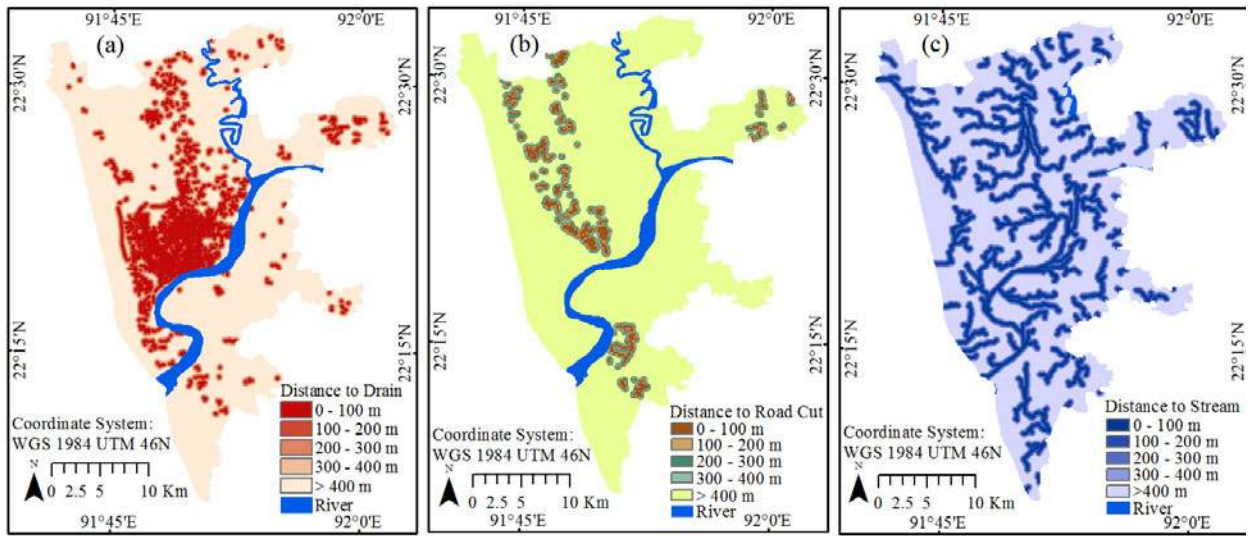 91°45'E
92°0'E
(a)
22°30'N
22°30'N
22°15'N
22°15'N
Distance to Drain
0 - 100 m
100 - 200 m
200 - 300 m
300 - 400 m
> 400 m
River
Coordinate System:
WGS 1984 UTM 46N
N
0 2.5 5 10 Km
91°45'E
92°0'E
91°45'E
92°0'E
(b)
22°30'N
22°30'N
22°15'N
22°15'N
Distance to Road Cut
0 - 100 m
100 - 200 m
200 - 300 m
300 - 400 m
> 400 m
River
Coordinate System:
WGS 1984 UTM 46N
N
0 2.5 5 10 Km
91°45'E
92°0'E
91°45'E
92°0'E
(c)
22°30'N
22°30'N
22°15'N
22°15'N
Distance to Stream
0 - 100 m
100 - 200 m
200 - 300 m
300 - 400 m
>400 m
River
Coordinate System:
WGS 1984 UTM 46N
N
0 2.5 5 10 Km
91°45'E
92°0'E